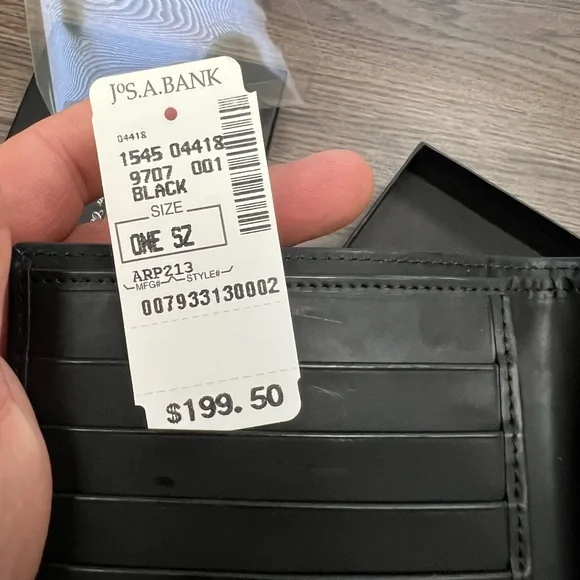 JoS.A.BANK
04418
1545 04418
9707 001
BLACK
SIZE
ONE SZ
ARP213
MFG# STYLE#
007933130002
$199.50